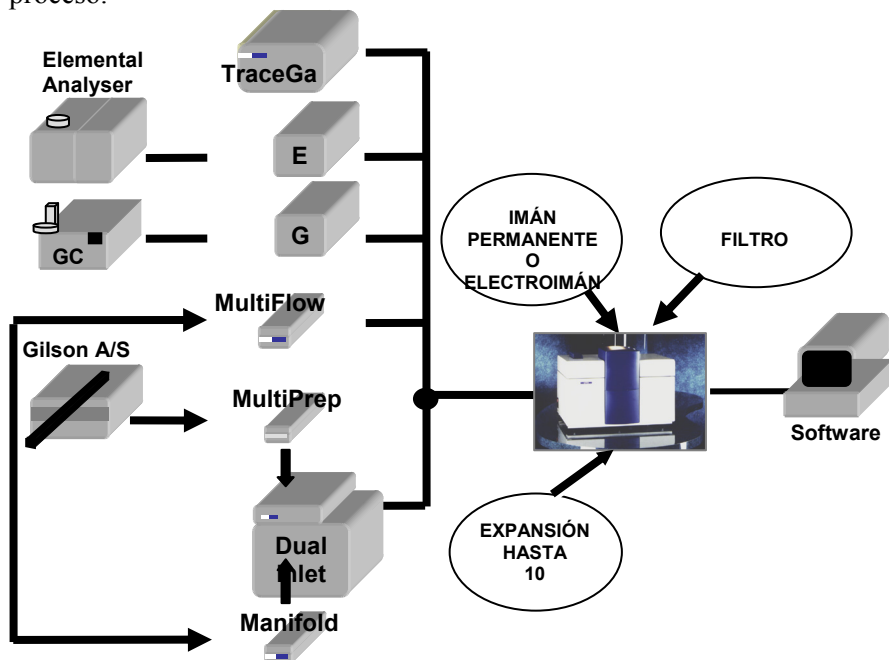 proceso.
Elemental
Analyser
TraceGa
E
GC
G
MultiFlow
Gilson A/S
MultiPrep
Dual
Inlet
Manifold
IMÁN
PERMANENTE
O
ELECTROIMÁN
FILTRO
Software
EXPANSIÓN
HASTA
10